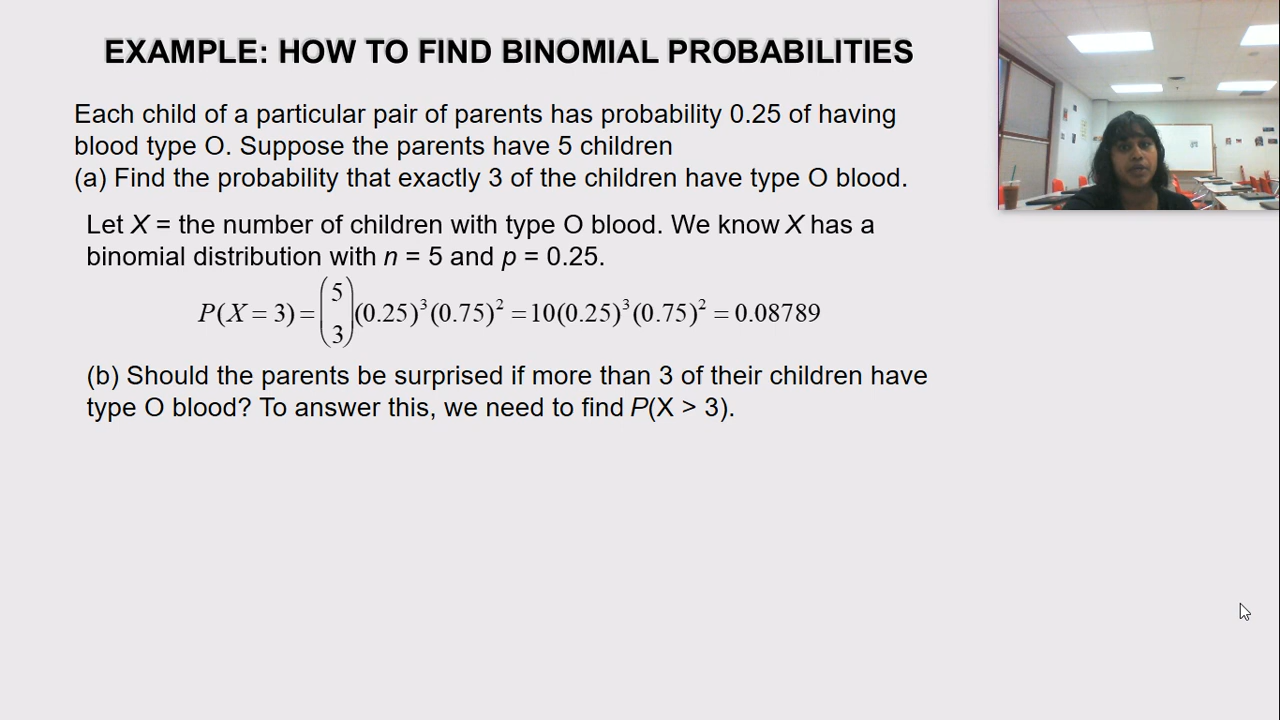 EXAMPLE: HOW TO FIND BINOMIAL PROBABILITIES
Each child of a particular pair of parents has probability 0.25 of having
blood type O. Suppose the parents have 5 children
(a) Find the probability that exactly 3 of the children have type O blood.
Let X = the number of children with type O blood. We know X has a
binomial distribution with n = 5 and p = 0.25.
P(X = 3) = (5 3)(0.25)³(0.75)² = 10(0.25)³(0.75)² = 0.08789
(b) Should the parents be surprised if more than 3 of their children have
type O blood? To answer this, we need to find P(X > 3).